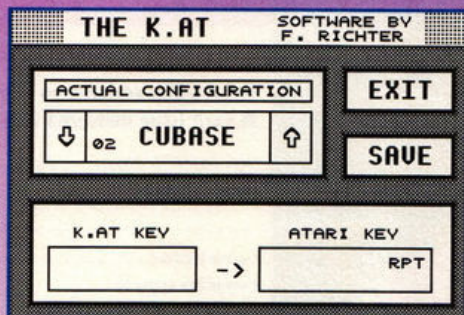 THE K.AT
SOFTWARE BY
F. RICHTER
ACTUAL CONFIGURATION
02 CUBASE
EXIT
SAVE
K.AT KEY
ATARI KEY
->
RPT